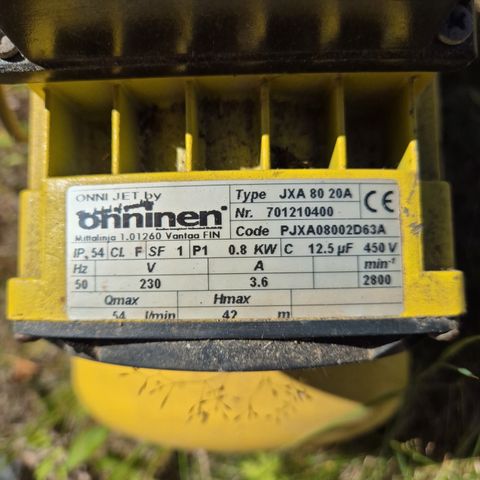 ONNI JET by
onninen
Mittalinja 1,01260 Vantaa FIN
Type JXA 80 20A
Nr. 701210400
Code PJXA08002D63A
CE
IP. 54 CL F SF 1 P1 0.8 KW C 12.5 µF 450 V
Hz V A min⁻¹
50 230 3.6 2800
Qmax Hmax
54 l/min 42 m